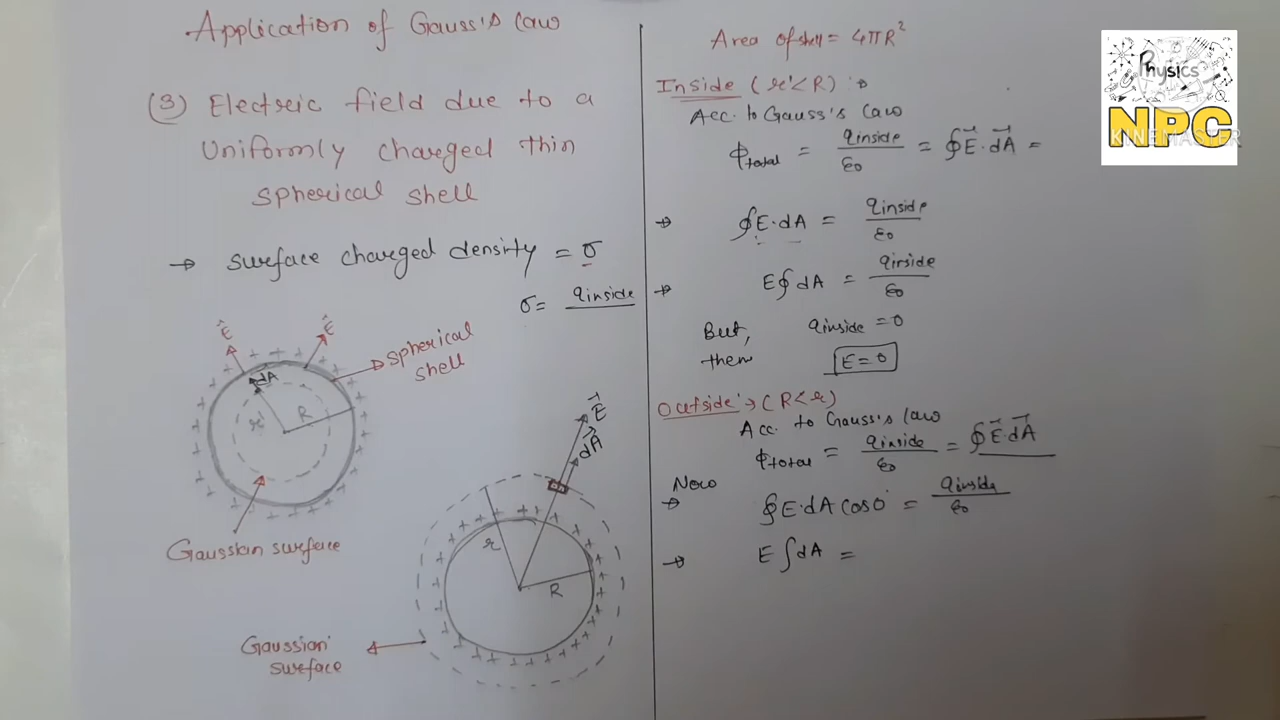 Application of Gauss's law
(3) Electric field due to a
Uniformly charged thin
spherical shell
→ surface charged density = σ
σ = qinside
E⃗
E⃗
spherical
shell
dA
R
r'
Gaussian surface
E⃗
dA⃗
r
R
Gaussian
surface
Area of shell = 4πR²
Inside (r' < R) :→
Acc. to Gauss's law
ϕtotal = qinside/ε₀ = ∮E⃗·dA⃗ =
→ ∮E·dA = qinside/ε₀
→ E∮dA = qinside/ε₀
But, qinside = 0
then E = 0
Outside → (R < r)
Acc. to Gauss's law
ϕtotal = qinside/ε₀ = ∮E⃗·dA⃗
Now
→ ∮E·dA cos0° = qinside/ε₀
→ E∫dA =
Physics
NPC
KINEMASTER